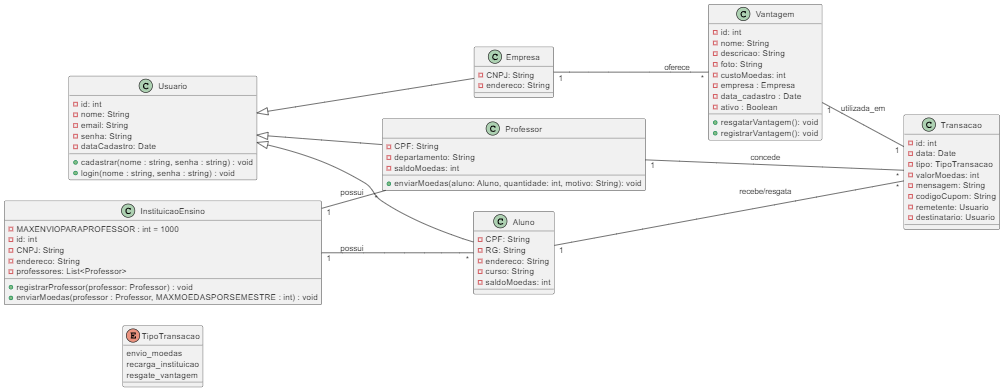 C Vantagem
id: int
nome: String
descricao: String
foto: String
custoMoedas: int
empresa : Empresa
data_cadastro : Date
ativo : Boolean
resgatarVantagem(): void
registrarVantagem(): void
C Empresa
CNPJ: String
endereco: String
1
oferece
*
C Usuario
id: int
nome: String
email: String
senha: String
dataCadastro: Date
cadastrar(nome : string, senha : string) : void
login(nome : string, senha : string) : void
C Professor
CPF: String
departamento: String
saldoMoedas: int
enviarMoedas(aluno: Aluno, quantidade: int, motivo: String): void
1
utilizada_em
1
1
concede
*
C Transacao
id: int
data: Date
tipo: TipoTransacao
valorMoedas: int
mensagem: String
codigoCupom: String
remetente: Usuario
destinatario: Usuario
C InstituicaoEnsino
MAXENVIOPARAPROFESSOR : int = 1000
id: int
CNPJ: String
endereco: String
professores: List<Professor>
registrarProfessor(professor: Professor) : void
enviarMoedas(professor : Professor, MAXMOEDASPORSEMESTRE : int) : void
possui
1
*
possui
1
*
C Aluno
CPF: String
RG: String
endereco: String
curso: String
saldoMoedas: int
1
recebe/resgata
*
E TipoTransacao
envio_moedas
recarga_instituicao
resgate_vantagem